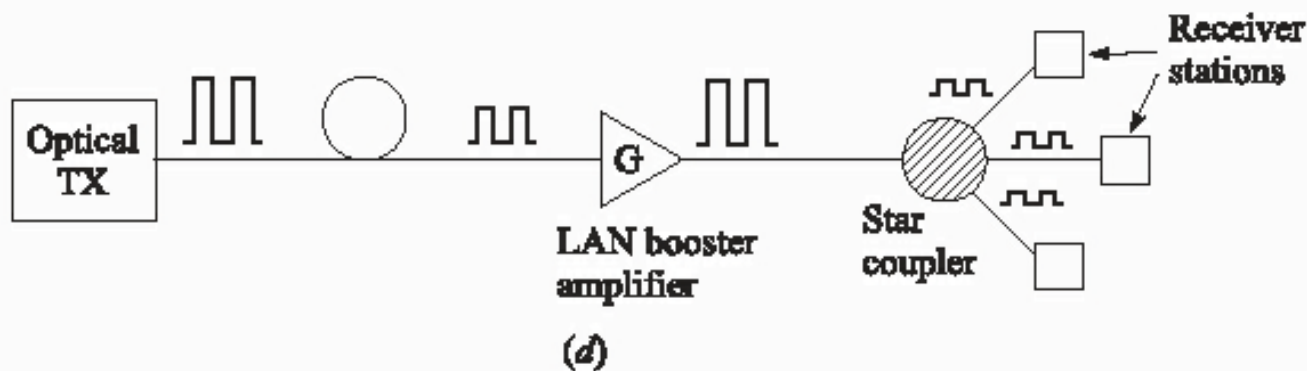 Optical
TX
G
LAN booster
amplifier
Star
coupler
Receiver
stations
(d)